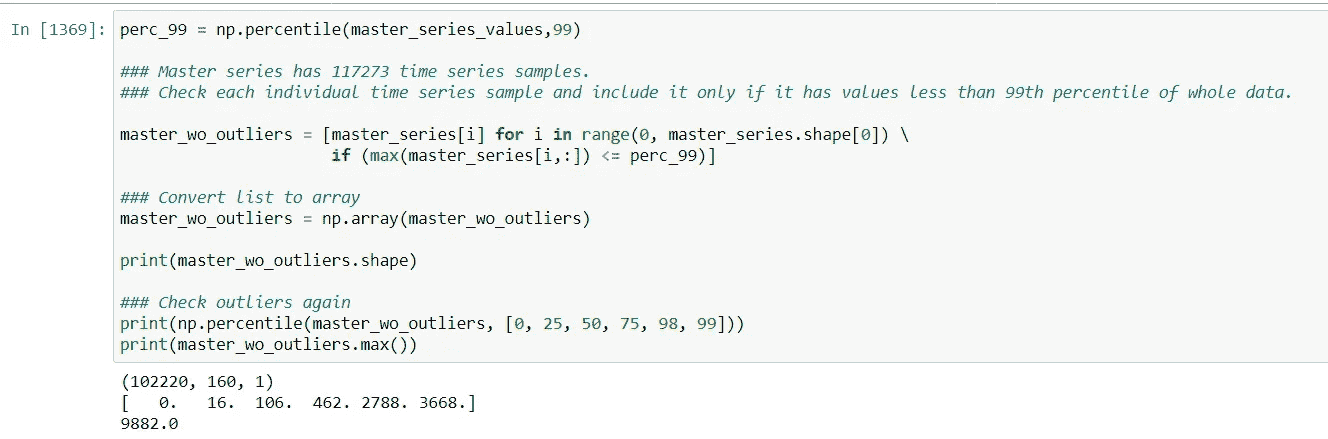 In [1369]: perc_99 = np.percentile(master_series_values,99)
### Master series has 117273 time series samples.
### Check each individual time series sample and include it only if it has values less than 99th percentile of whole data.
master_wo_outliers = [master_series[i] for i in range(0, master_series.shape[0]) \
if (max(master_series[i,:]) <= perc_99)]
### Convert list to array
master_wo_outliers = np.array(master_wo_outliers)
print(master_wo_outliers.shape)
### Check outliers again
print(np.percentile(master_wo_outliers, [0, 25, 50, 75, 98, 99]))
print(master_wo_outliers.max())
(102220, 160, 1)
[ 0. 16. 106. 462. 2788. 3668.]
9882.0